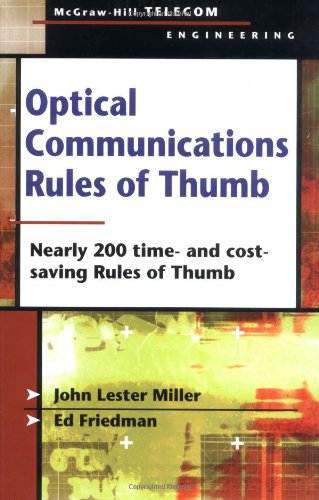 McGraw-Hill TELECOM
ENGINEERING
Optical
Communications
Rules of Thumb
Nearly 200 time- and cost-
saving Rules of Thumb
John Lester Miller
Ed Friedman